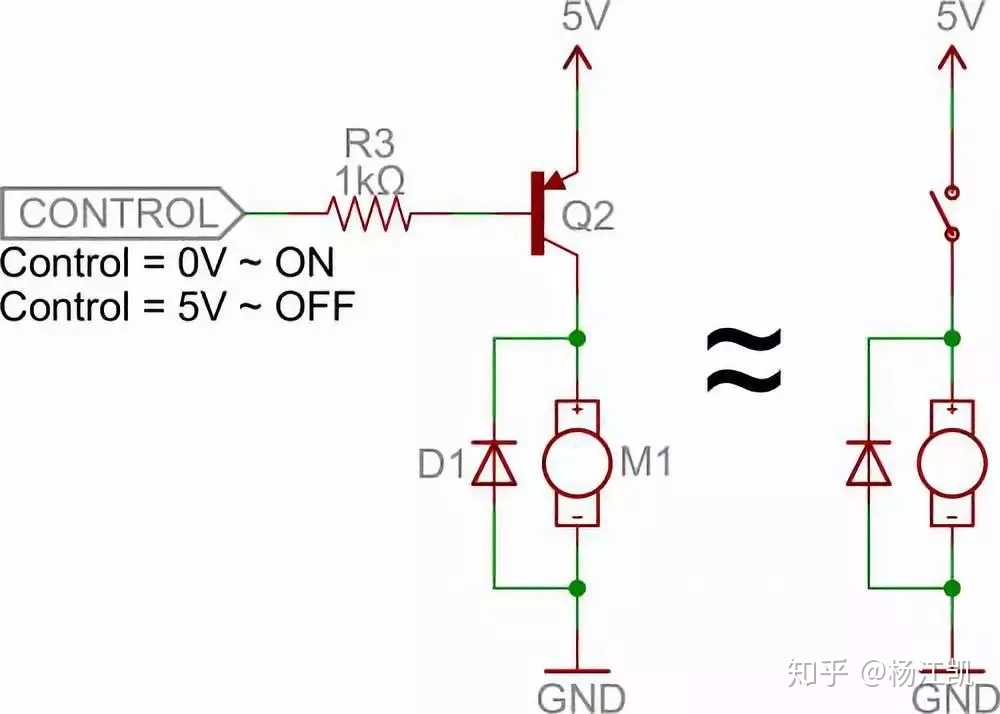 5V
5V
R3
1kΩ
CONTROL
Q2
Control = 0V ~ ON
Control = 5V ~ OFF
≈
+
+
D1
M1
-
-
GND
GND
知乎 @杨江凯